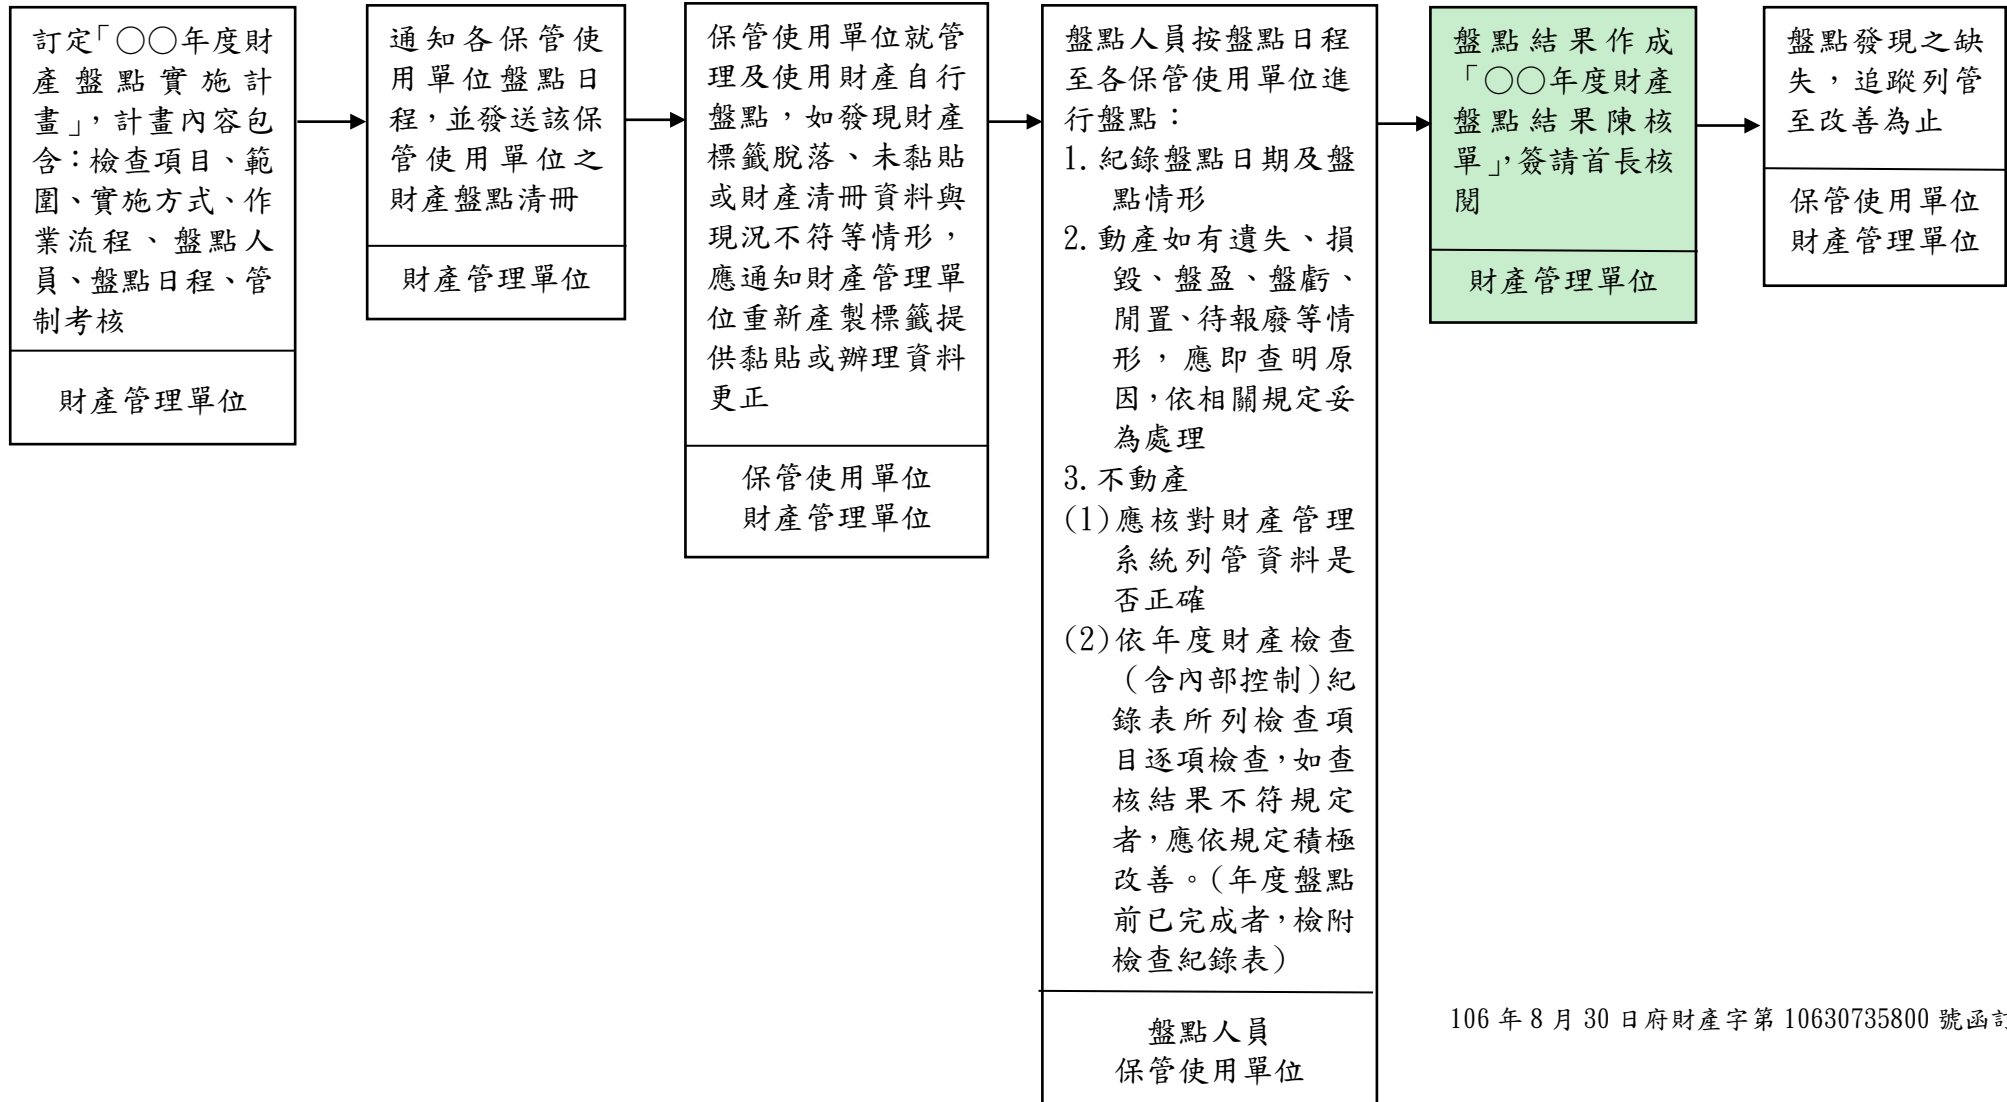 訂定「○○年度財
產盤點實施計
畫」，計畫內容包
含：檢查項目、範
圍、實施方式、作
業流程、盤點人
員、盤點日程、管
制考核
財產管理單位
通知各保管使
用單位盤點日
程，並發送該保
管使用單位之
財產盤點清冊
財產管理單位
保管使用單位就管
理及使用財產自行
盤點，如發現財產
標籤脫落、未黏貼
或財產清冊資料與
現況不符等情形，
應通知財產管理單
位重新產製標籤提
供黏貼或辦理資料
更正
保管使用單位
財產管理單位
盤點人員按盤點日程
至各保管使用單位進
行盤點：
1.紀錄盤點日期及盤
點情形
2.動產如有遺失、損
毀、盤盈、盤虧、
閒置、待報廢等情
形，應即查明原
因，依相關規定妥
為處理
3.不動產
(1)應核對財產管理
系統列管資料是
否正確
(2)依年度財產檢查
（含內部控制）紀
錄表所列檢查項
目逐項檢查，如查
核結果不符規定
者，應依規定積極
改善。（年度盤點
前已完成者，檢附
檢查紀錄表）
盤點人員
保管使用單位
盤點結果作成
「○○年度財產
盤點結果陳核
單」，簽請首長核
閱
財產管理單位
盤點發現之缺
失，追蹤列管
至改善為止
保管使用單位
財產管理單位
106 年 8 月 30 日府財產字第 10630735800 號函